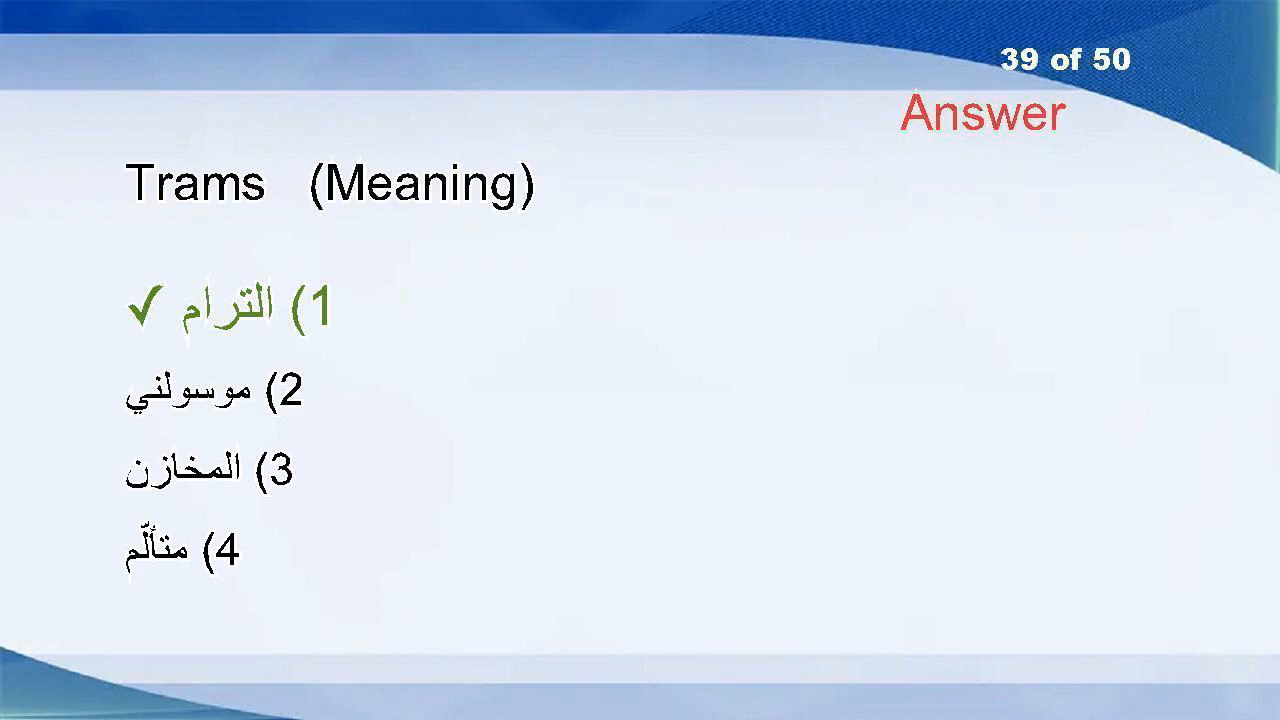 39 of 50
Answer
Trams (Meaning)
1) الترام ✓
2) موسولني
3) المخازن
4) متألّم